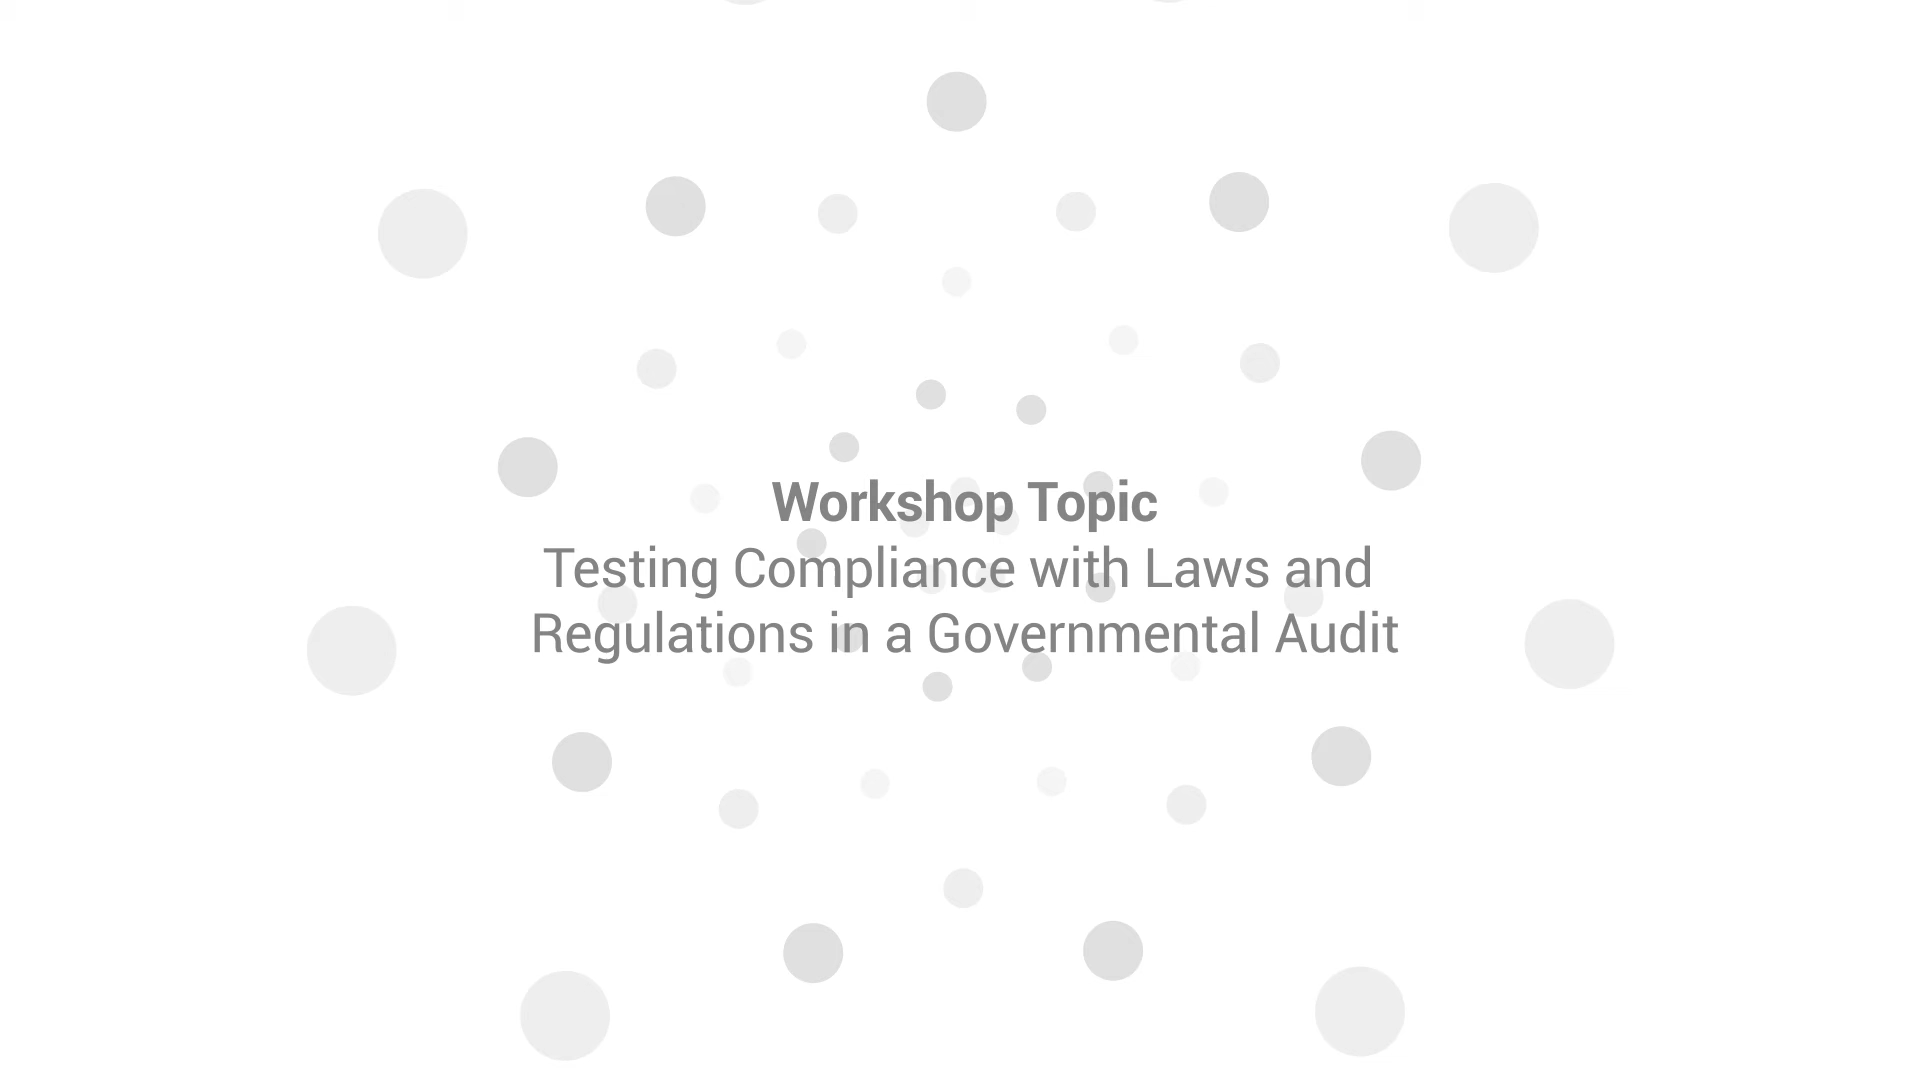 Workshop Topic
Testing Compliance with Laws and
Regulations in a Governmental Audit